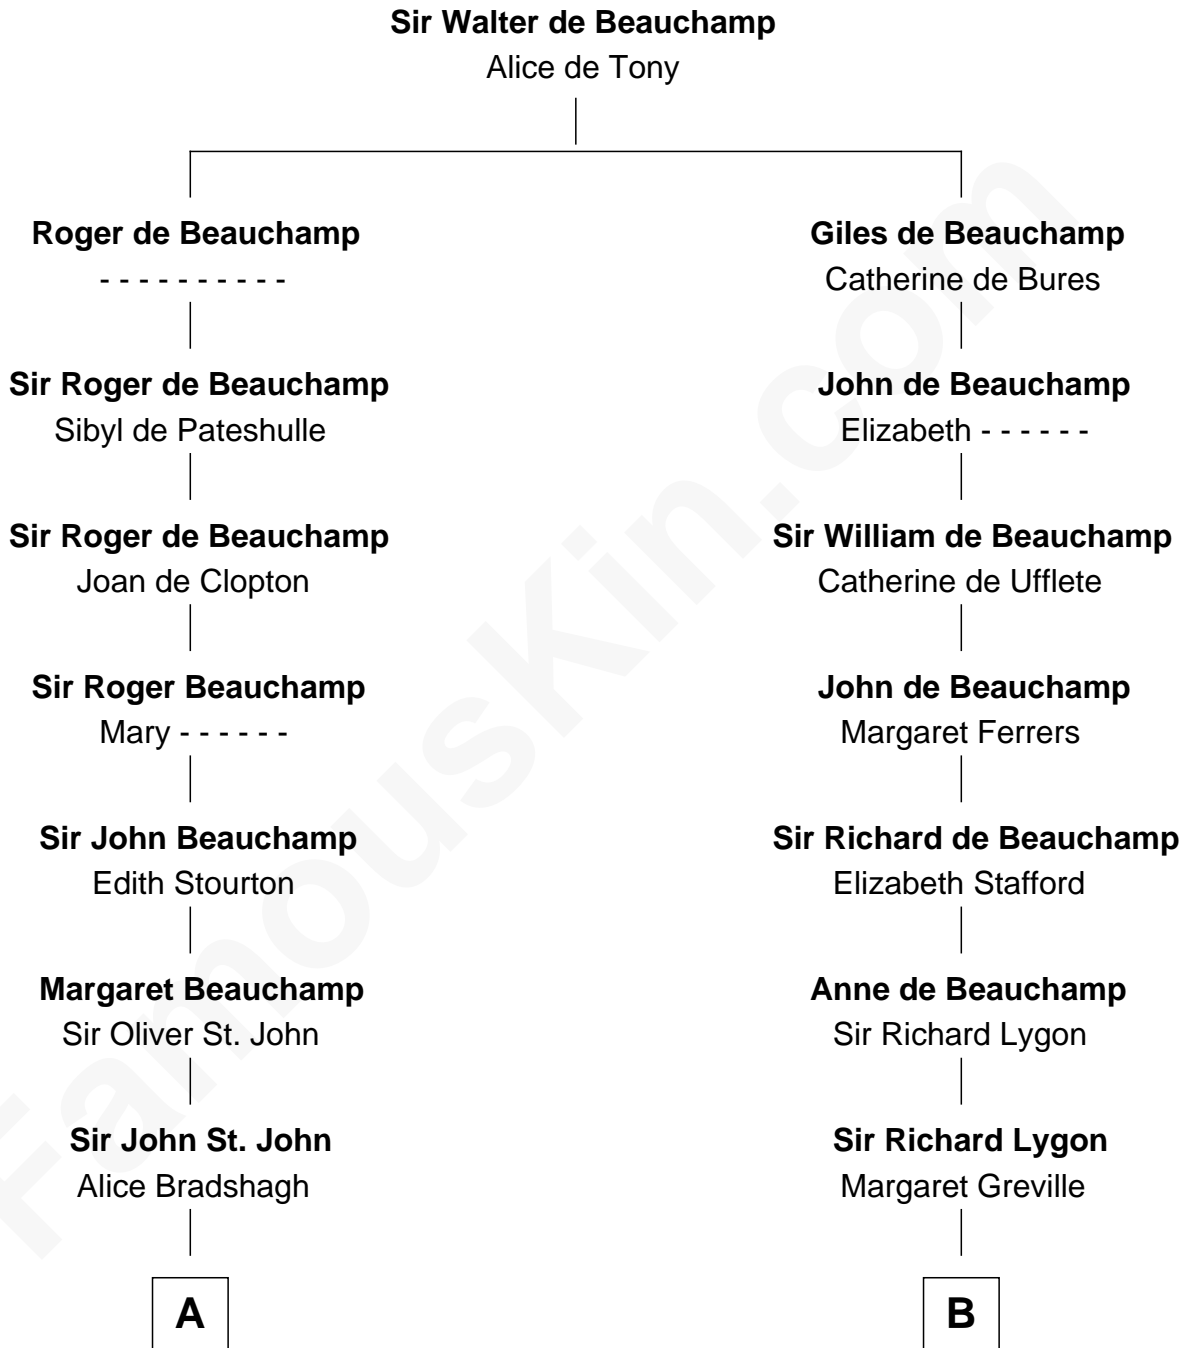 Sir Walter de Beauchamp
Alice de Tony
Roger de Beauchamp
- - - - - - - - - -
Giles de Beauchamp
Catherine de Bures
Sir Roger de Beauchamp
Sibyl de Pateshulle
John de Beauchamp
Elizabeth - - - - - -
Sir Roger de Beauchamp
Joan de Clopton
Sir William de Beauchamp
Catherine de Ufflete
Sir Roger Beauchamp
Mary - - - - - -
John de Beauchamp
Margaret Ferrers
Sir John Beauchamp
Edith Stourton
Sir Richard de Beauchamp
Elizabeth Stafford
Margaret Beauchamp
Sir Oliver St. John
Anne de Beauchamp
Sir Richard Lygon
Sir John St. John
Alice Bradshagh
Sir Richard Lygon
Margaret Greville
A
B
FamousKin.com